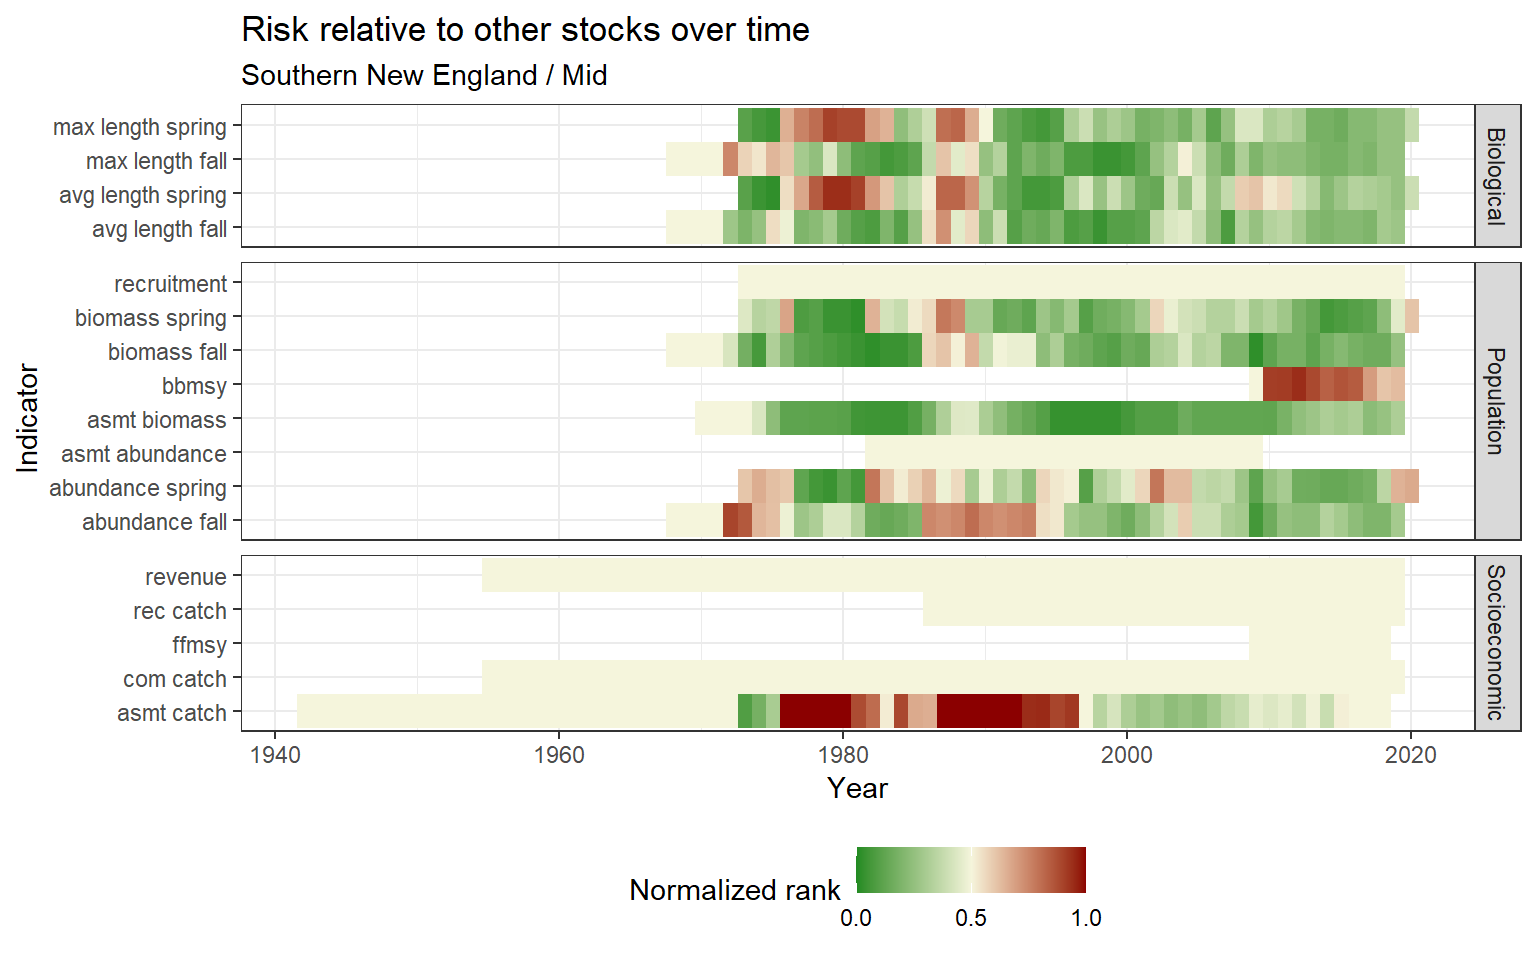 Risk relative to other stocks over time
Southern New England / Mid
max length spring
max length fall
avg length spring
avg length fall
Biological
recruitment
biomass spring
biomass fall
bbmsy
asmt biomass
asmt abundance
abundance spring
abundance fall
Population
revenue
rec catch
ffmsy
com catch
asmt catch
Socioeconomic
Indicator
1940 1960 1980 2000 2020
Year
Normalized rank
0.0 0.5 1.0